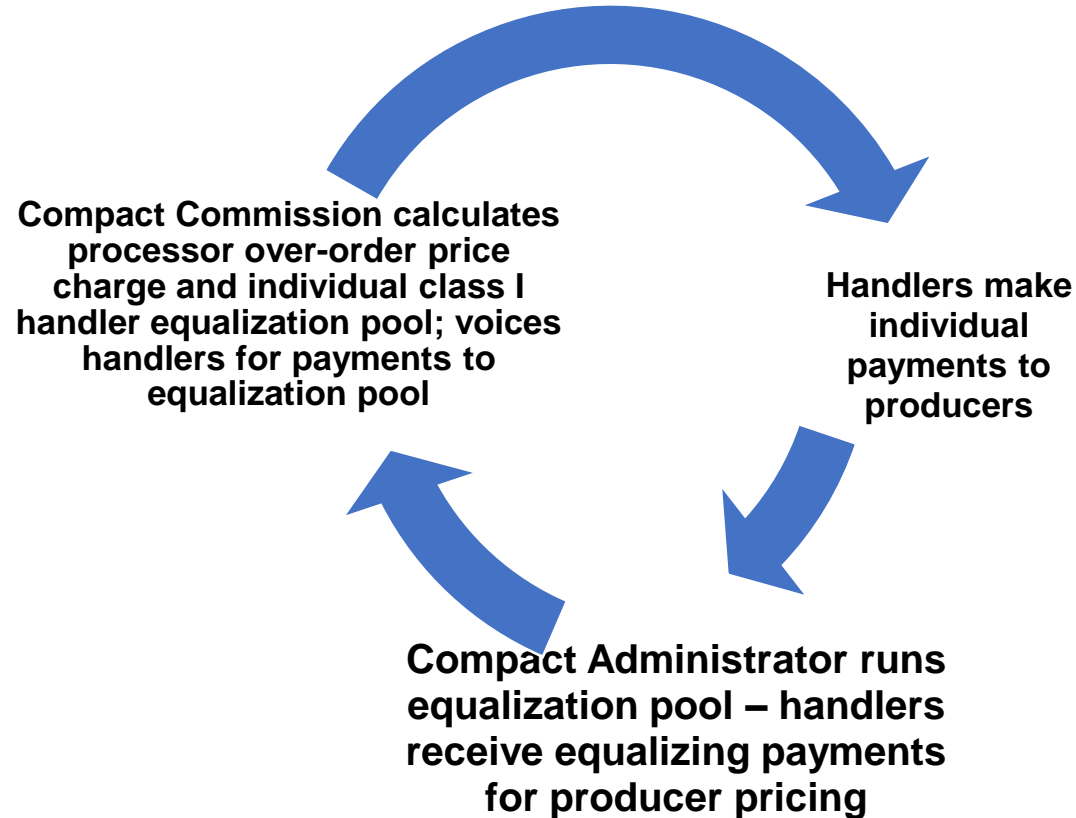 Compact Commission calculates
processor over-order price
charge and individual class I
handler equalization pool; voices
handlers for payments to
equalization pool
Handlers make
individual
payments to
producers
Compact Administrator runs
equalization pool – handlers
receive equalizing payments
for producer pricing